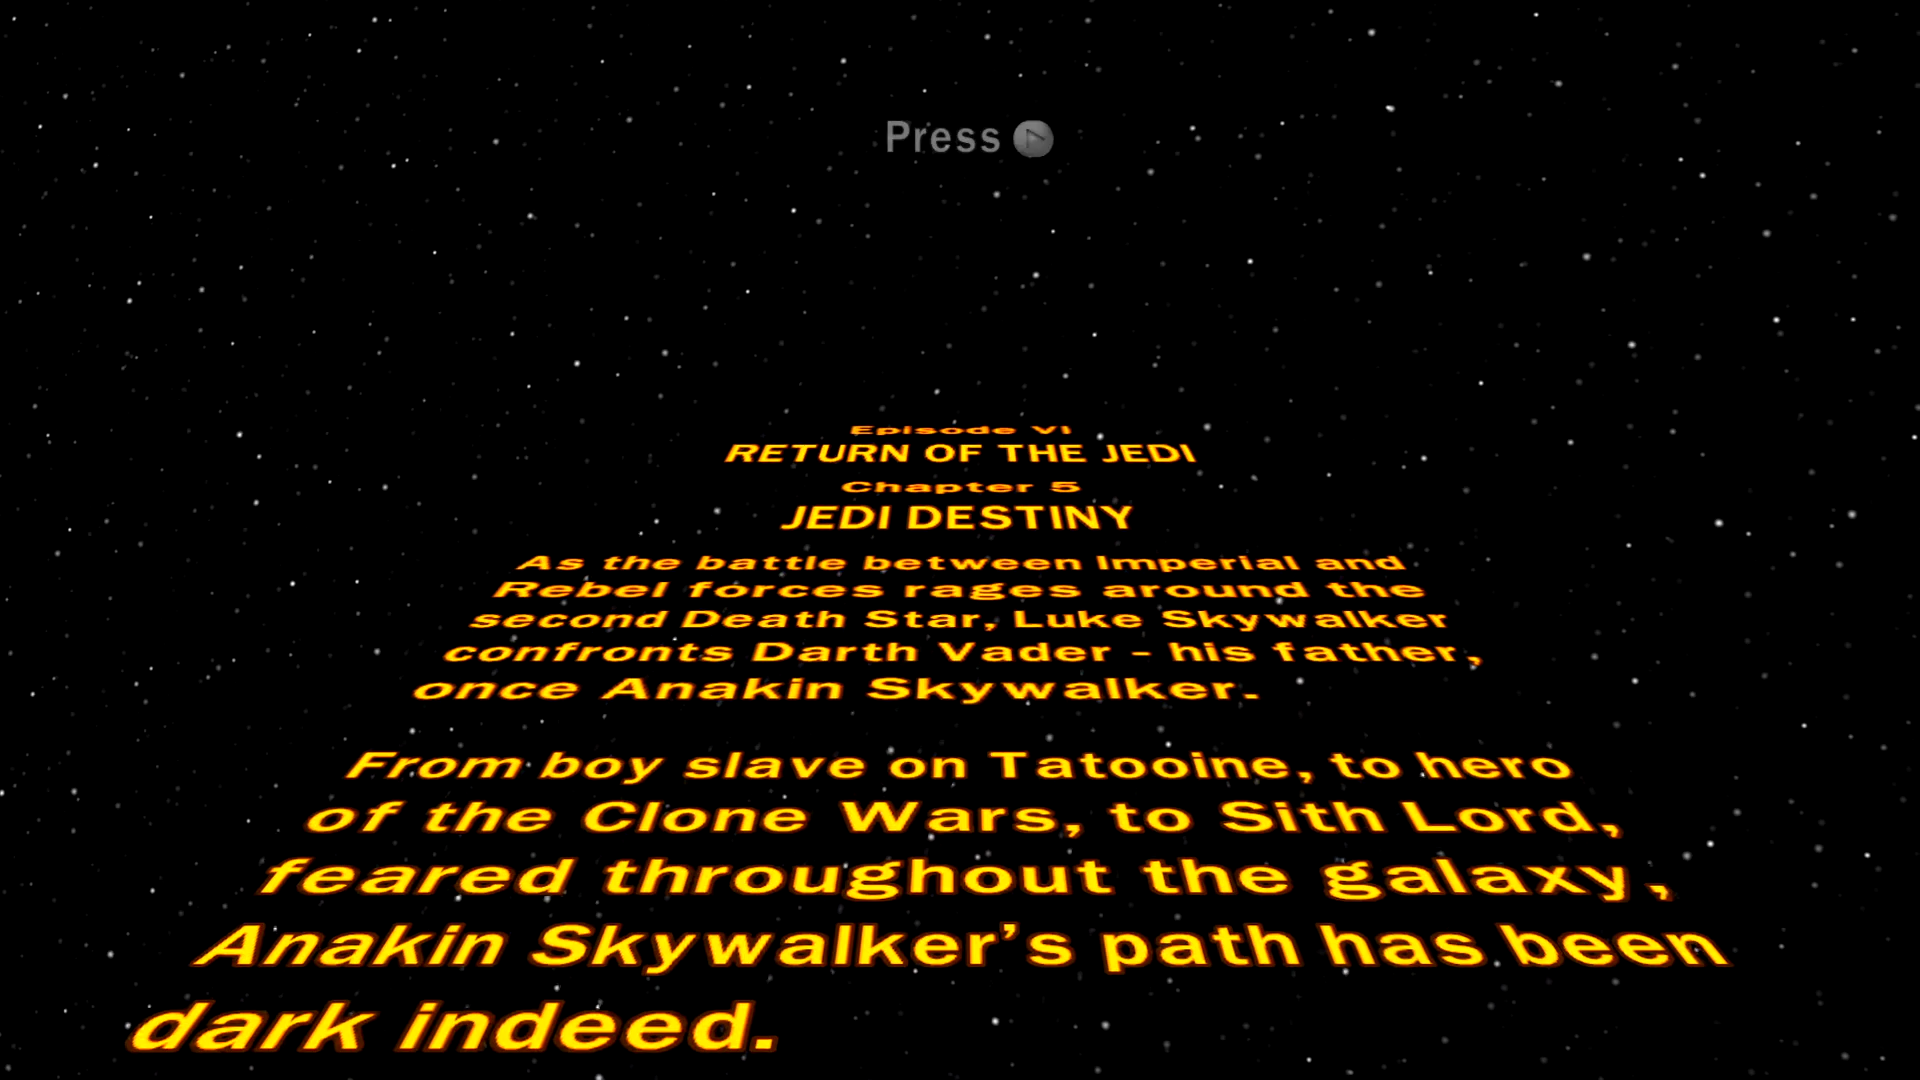 Press
Episode VI
RETURN OF THE JEDI
Chapter 5
JEDI DESTINY
As the battle between Imperial and
Rebel forces rages around the
second Death Star, Luke Skywalker
confronts Darth Vader - his father,
once Anakin Skywalker.
From boy slave on Tatooine, to hero
of the Clone Wars, to Sith Lord,
feared throughout the galaxy,
Anakin Skywalker’s path has been
dark indeed.